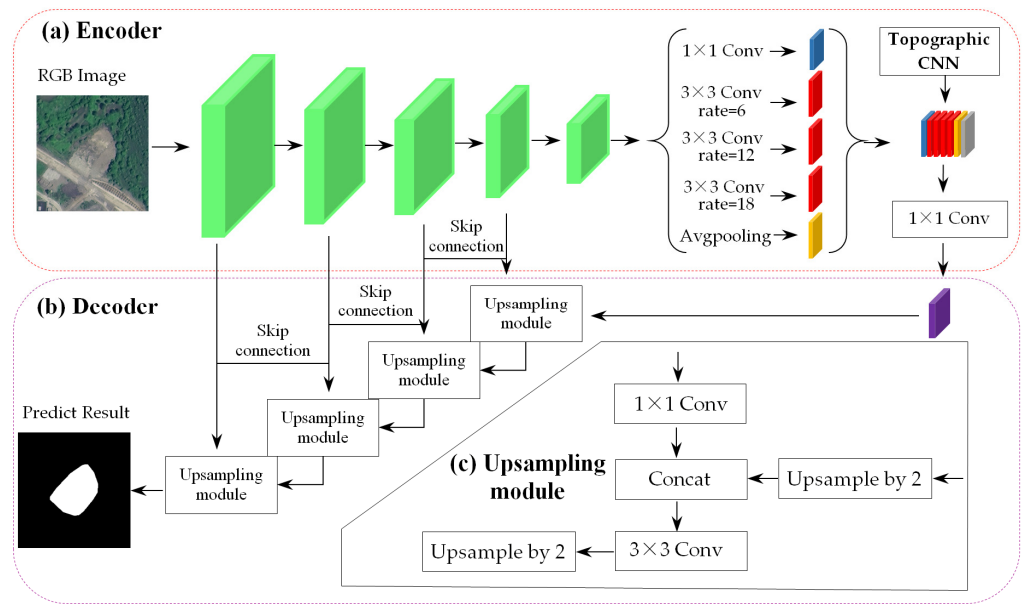 (a) Encoder
RGB Image
1×1 Conv
3×3 Conv
rate=6
3×3 Conv
rate=12
3×3 Conv
rate=18
Avgpooling
Topographic
CNN
1×1 Conv
Skip
connection
(b) Decoder
Skip
connection
Skip
connection
Upsampling
module
Upsampling
module
Upsampling
module
Upsampling
module
Predict Result
(c) Upsampling
module
1×1 Conv
Concat
Upsample by 2
3×3 Conv
Upsample by 2